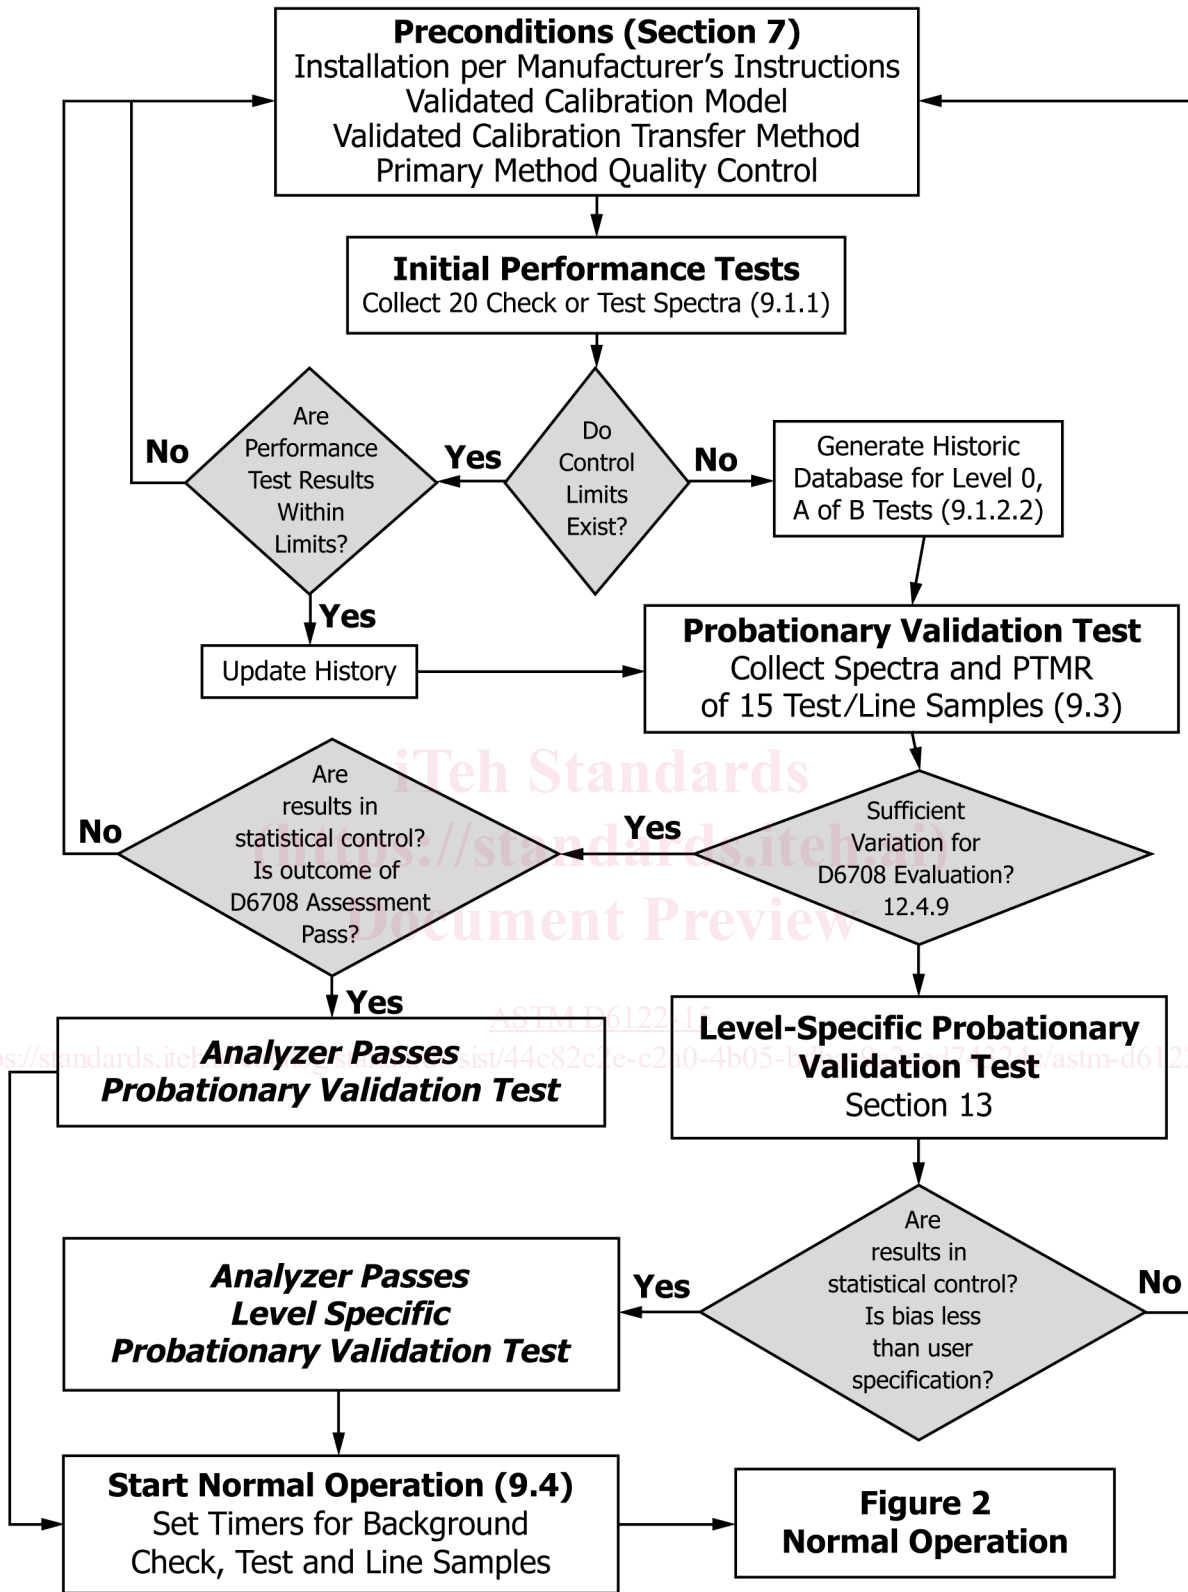 Preconditions (Section 7)
Installation per Manufacturer's Instructions
Validated Calibration Model
Validated Calibration Transfer Method
Primary Method Quality Control
Initial Performance Tests
Collect 20 Check or Test Spectra (9.1.1)
Are
Performance
Test Results
Within
Limits?
No
Yes
Do
Control
Limits
Exist?
No
Generate Historic
Database for Level 0,
A of B Tests (9.1.2.2)
Yes
Update History
Probationary Validation Test
Collect Spectra and PTMR
of 15 Test/Line Samples (9.3)
iTeh Standards
(https://standards.iteh.ai)
Document Preview
Are
results in
statistical control?
Is outcome of
D6708 Assessment
Pass?
No
Yes
Sufficient
Variation for
D6708 Evaluation?
12.4.9
Yes
ASTM D6122-15
Analyzer Passes
Probationary Validation Test
Level-Specific Probationary
Validation Test
Section 13
Analyzer Passes
Level Specific
Probationary Validation Test
Yes
Are
results in
statistical control?
Is bias less
than user
specification?
No
Start Normal Operation (9.4)
Set Timers for Background
Check, Test and Line Samples
Figure 2
Normal Operation